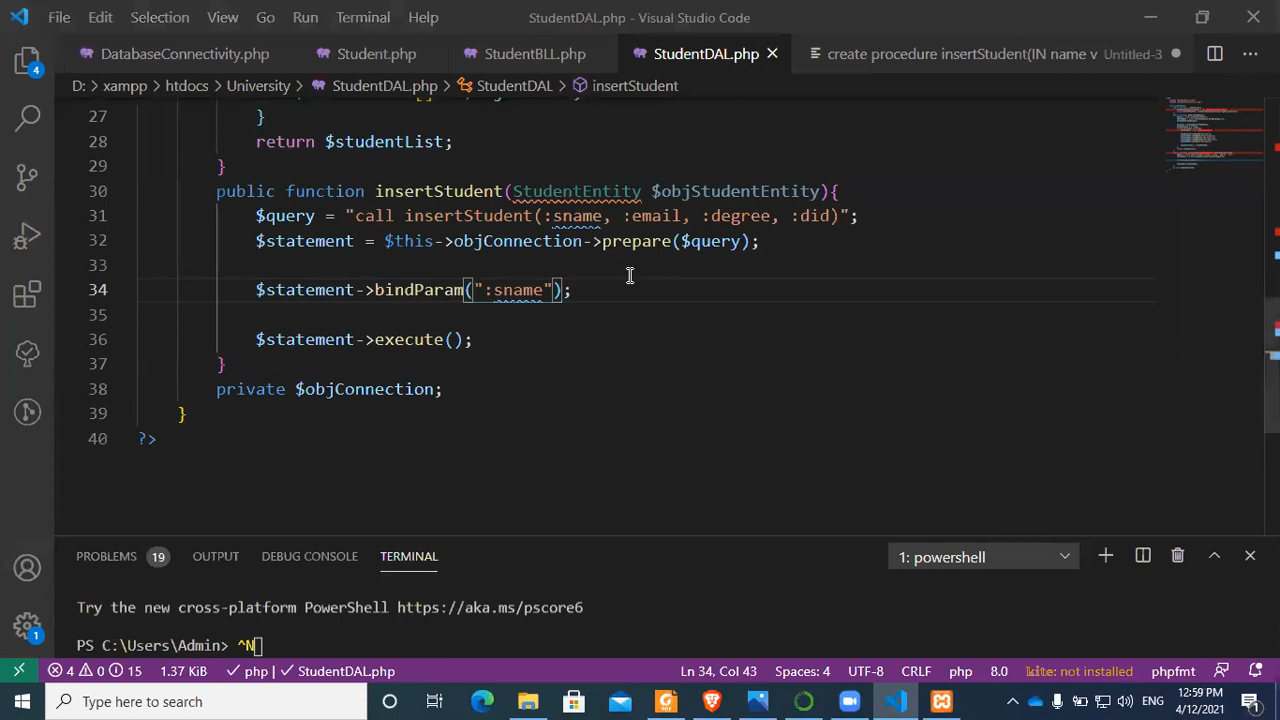 File Edit Selection View Go Run Terminal Help StudentDAL.php - Visual Studio Code
DatabaseConnectivity.php Student.php StudentBLL.php StudentDAL.php create procedure insertStudent(IN name v Untitled-3
4
D: > xampp > htdocs > University > StudentDAL.php > StudentDAL > insertStudent
27 }
28 return $studentList;
29 }
30 public function insertStudent(StudentEntity $objStudentEntity){
31 $query = "call insertStudent(:sname, :email, :degree, :did)";
32 $statement = $this->objConnection->prepare($query);
33
34 $statement->bindParam(":sname");
35
36 $statement->execute();
37 }
38 private $objConnection;
39 }
40 ?>
PROBLEMS 19 OUTPUT DEBUG CONSOLE TERMINAL 1: powershell
Try the new cross-platform PowerShell https://aka.ms/pscore6
PS C:\Users\Admin> ^N
1
4 0 15 1.37 KiB php | StudentDAL.php Ln 34, Col 43 Spaces: 4 UTF-8 CRLF php 8.0 kite: not installed phpfmt
Type here to search ENG 12:59 PM
4/12/2021 1